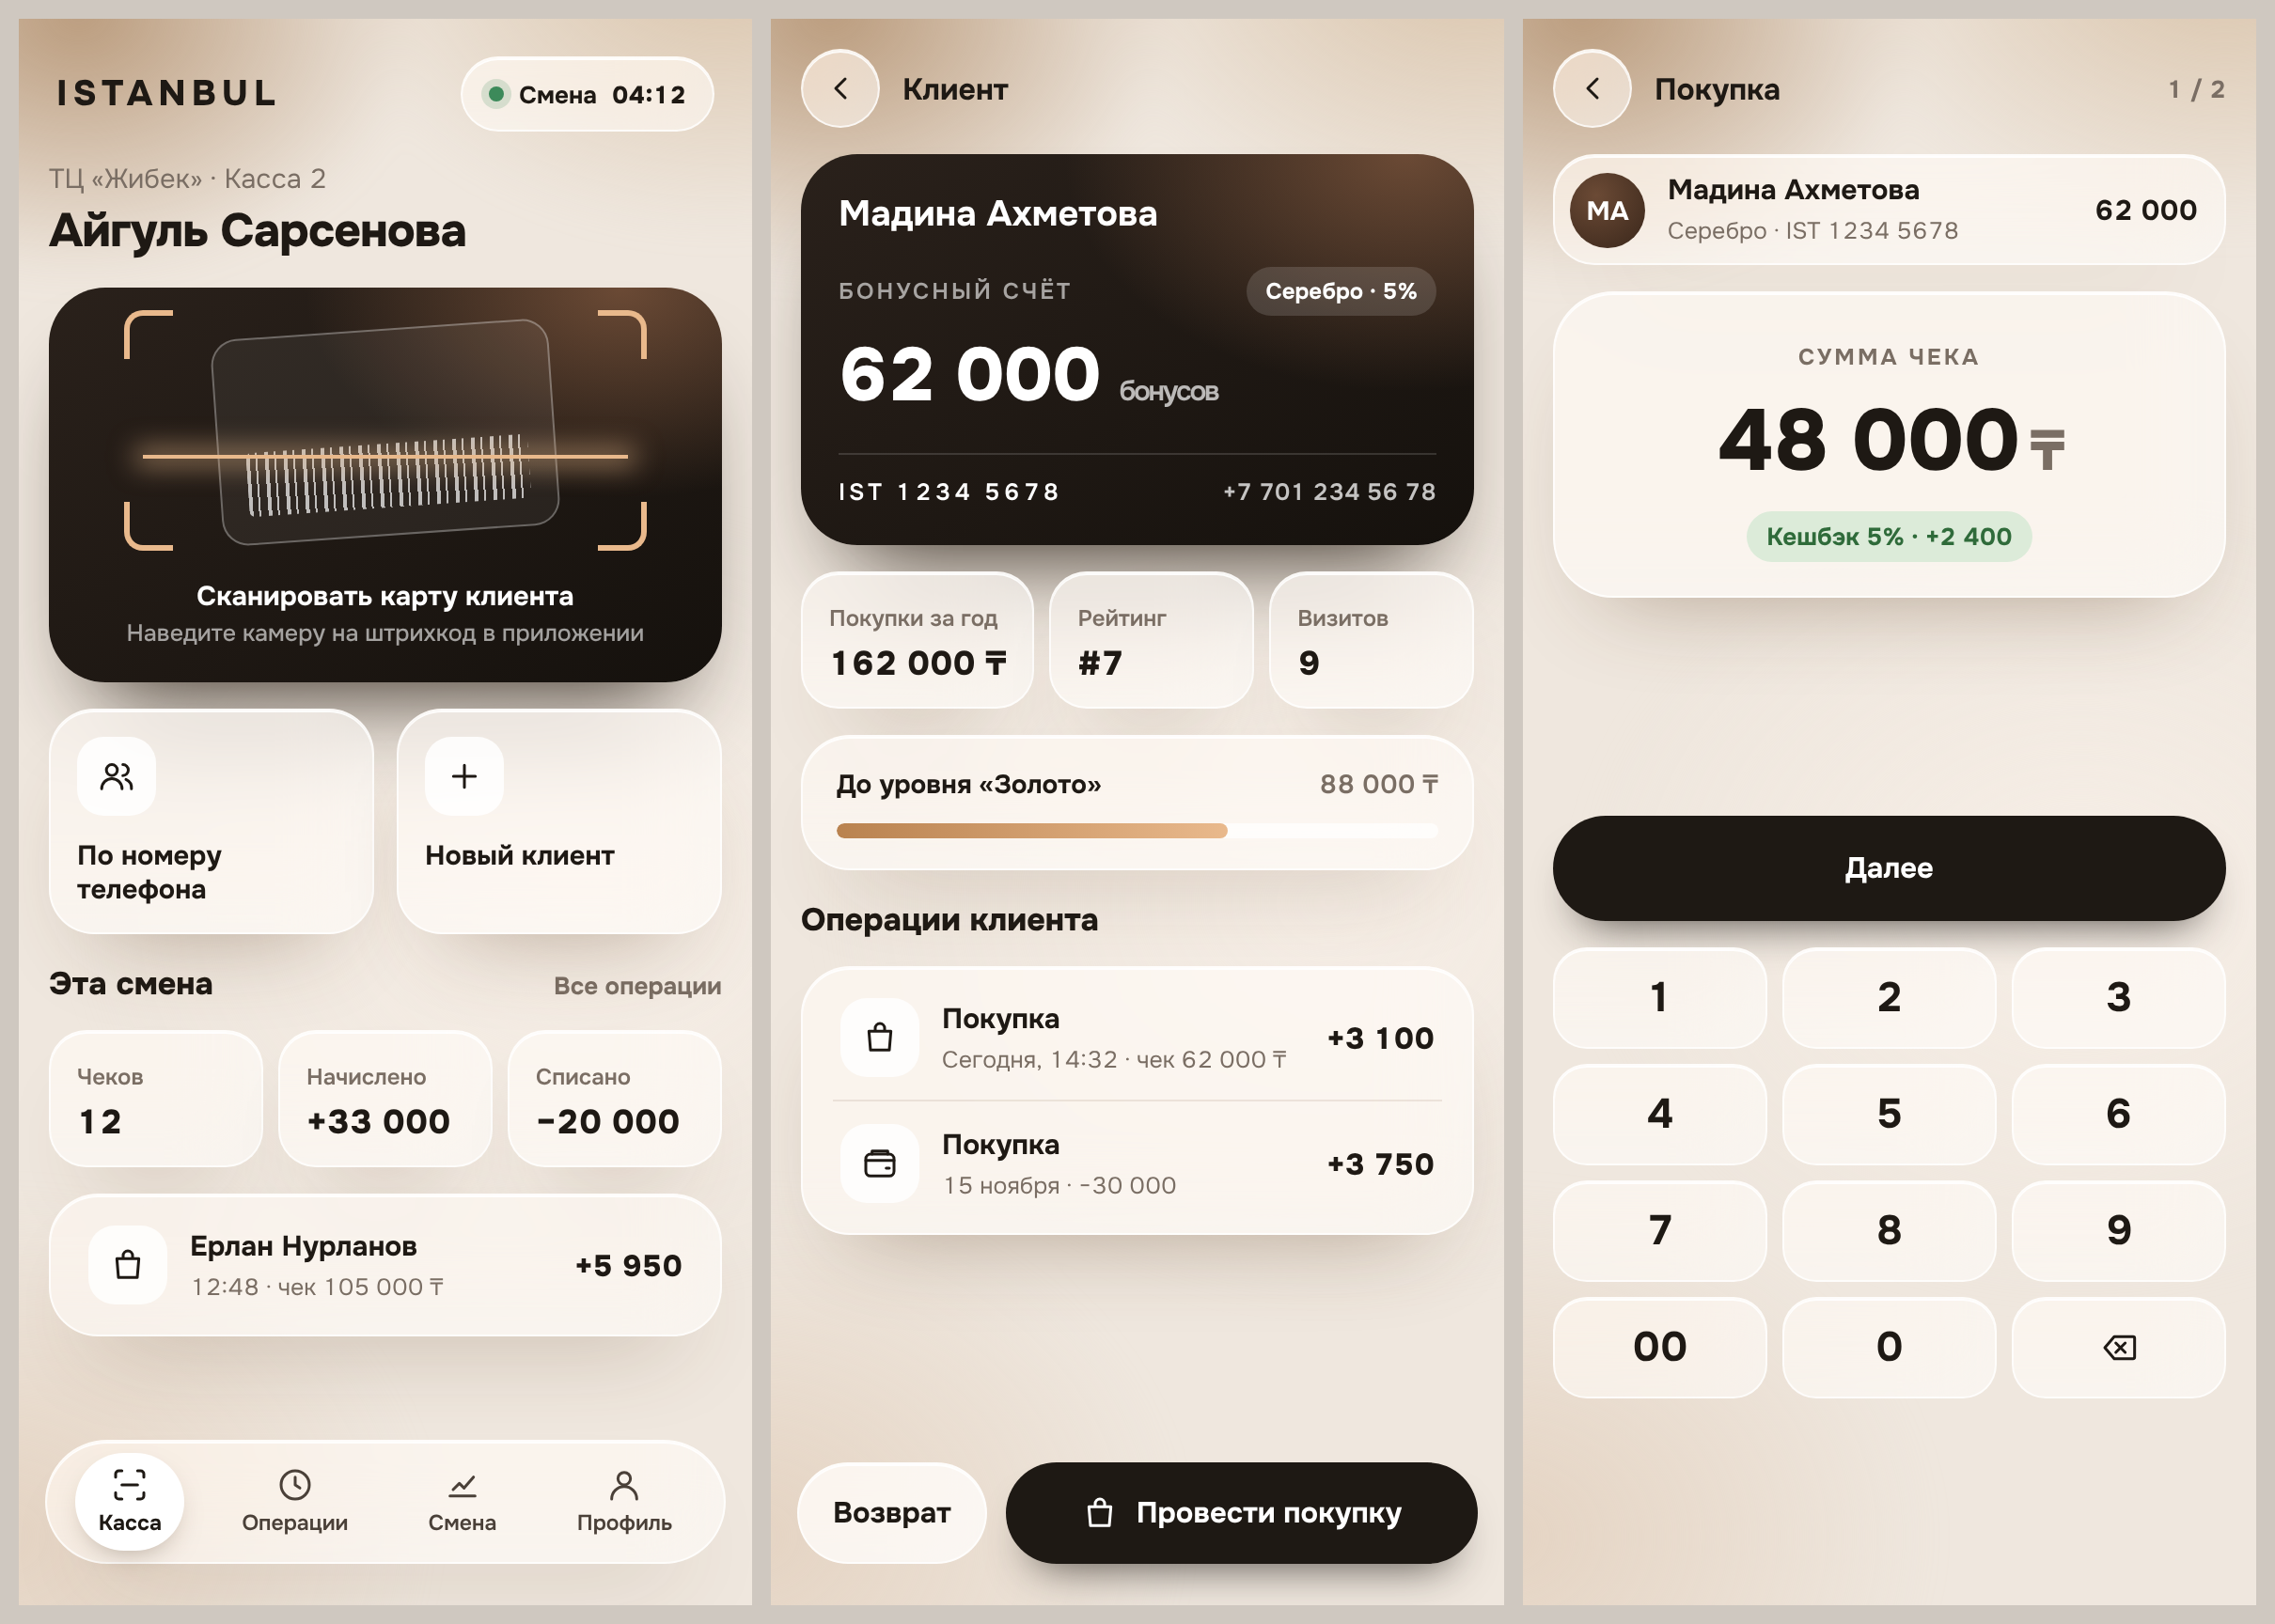 ISTANBUL
Смена 04:12
ТЦ «Жибек» · Касса 2
Айгуль Сарсенова
Сканировать карту клиента
Наведите камеру на штрихкод в приложении
По номеру
телефона
Новый клиент
Эта смена
Все операции
Чеков
12
Начислено
+33 000
Списано
−20 000
Ерлан Нурланов
12:48 · чек 105 000 ₸
+5 950
Касса
Операции
Смена
Профиль
Клиент
Мадина Ахметова
БОНУСНЫЙ СЧЁТ
Серебро · 5%
62 000 бонусов
IST 1234 5678
+7 701 234 56 78
Покупки за год
162 000 ₸
Рейтинг
#7
Визитов
9
До уровня «Золото»
88 000 ₸
Операции клиента
Покупка
Сегодня, 14:32 · чек 62 000 ₸
+3 100
Покупка
15 ноября · −30 000
+3 750
Возврат
Провести покупку
Покупка
1 / 2
МА
Мадина Ахметова
Серебро · IST 1234 5678
62 000
СУММА ЧЕКА
48 000 ₸
Кешбэк 5% · +2 400
Далее
1
2
3
4
5
6
7
8
9
00
0